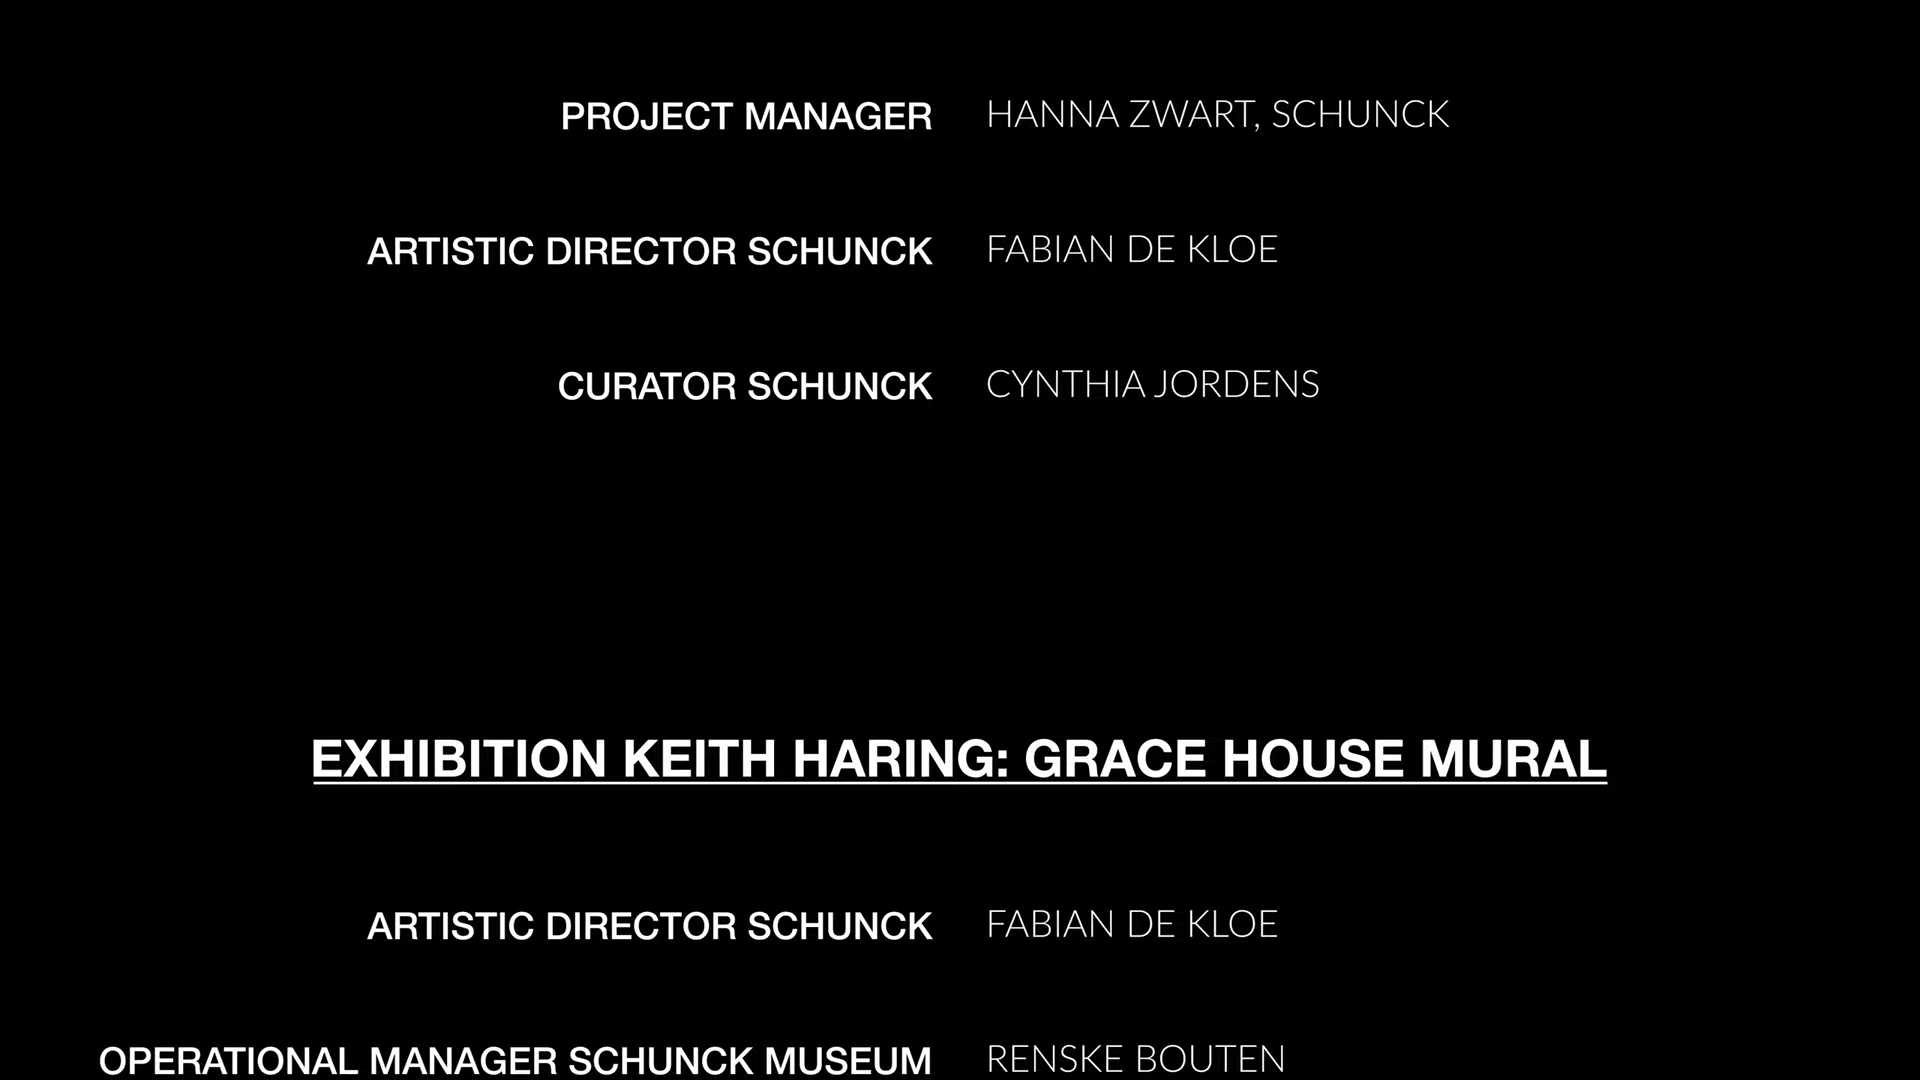 PROJECT MANAGER HANNA ZWART, SCHUNCK
ARTISTIC DIRECTOR SCHUNCK FABIAN DE KLOE
CURATOR SCHUNCK CYNTHIA JORDENS
EXHIBITION KEITH HARING: GRACE HOUSE MURAL
ARTISTIC DIRECTOR SCHUNCK FABIAN DE KLOE
OPERATIONAL MANAGER SCHUNCK MUSEUM RENSKE BOUTEN